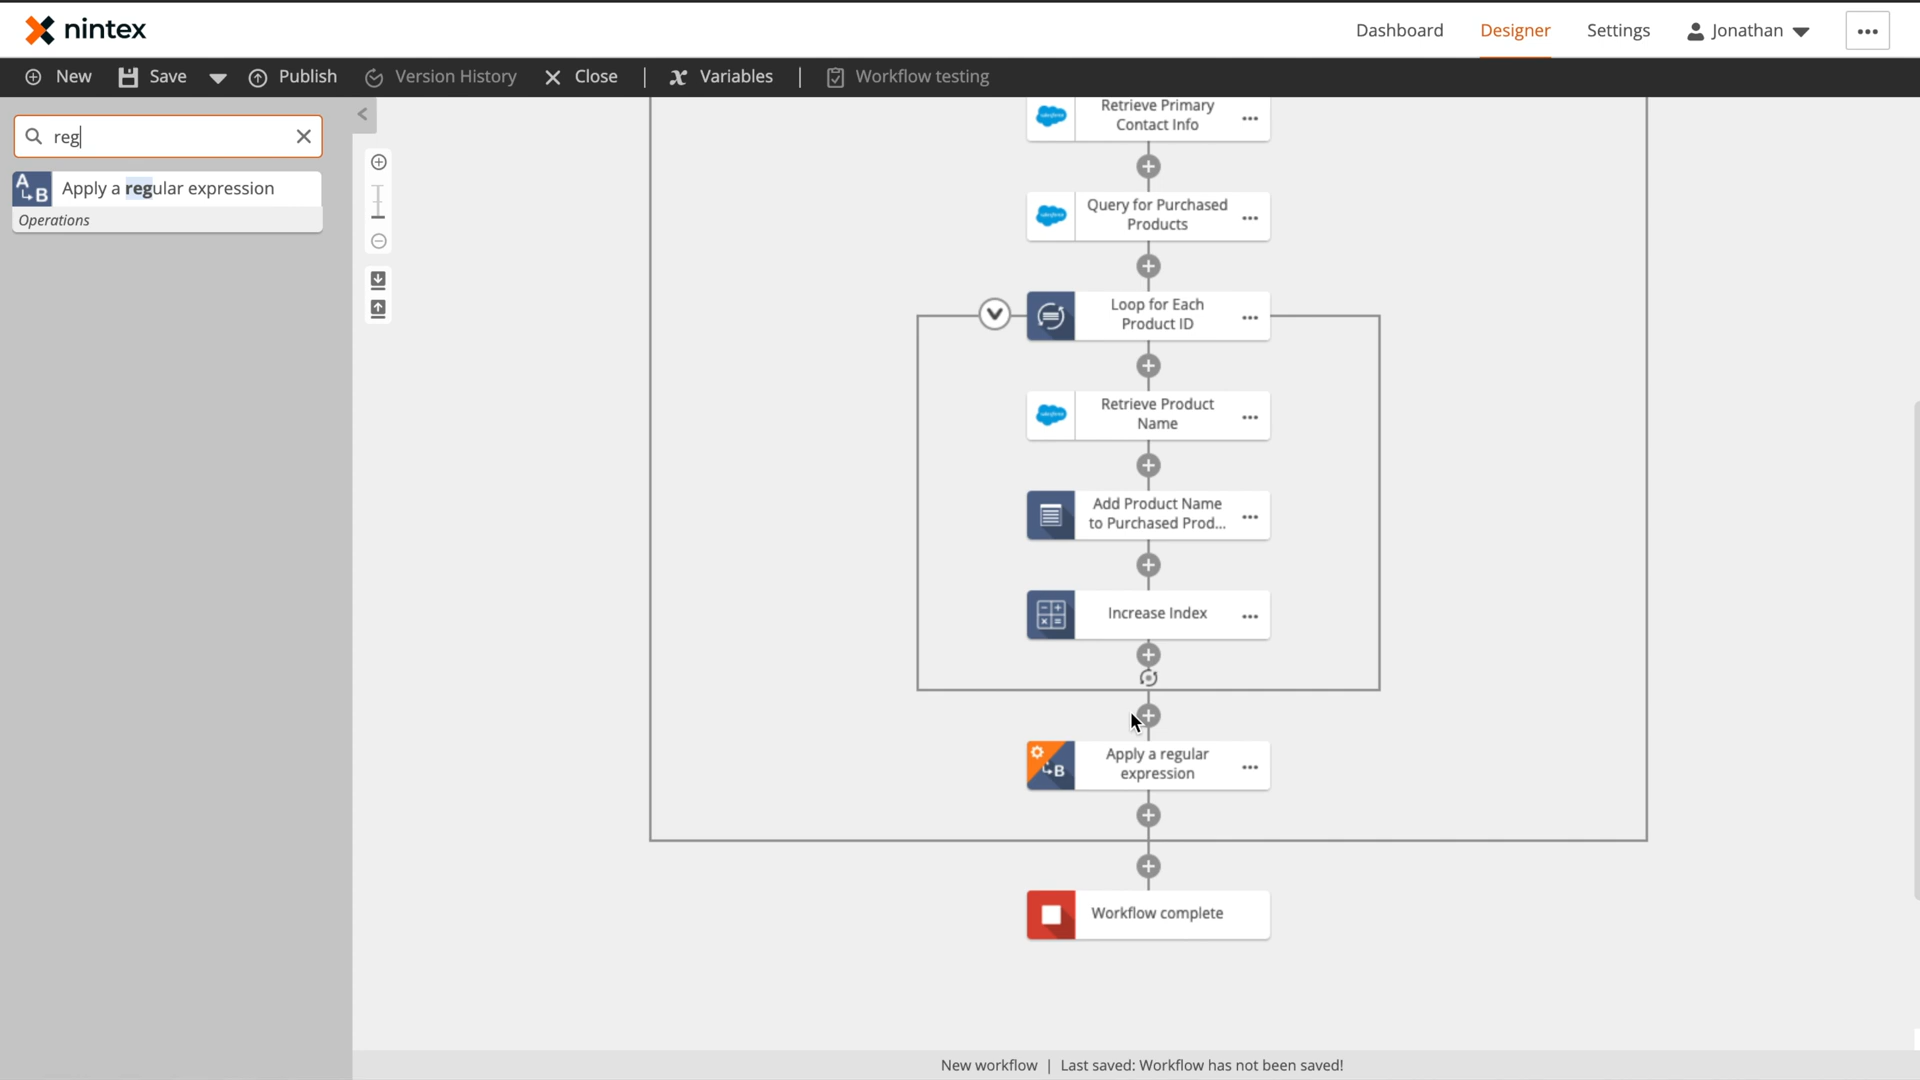 nintex
Dashboard
Designer
Settings
Jonathan
New
Save
Publish
Version History
Close
Variables
Workflow testing
reg
Apply a regular expression
Operations
Retrieve Primary
Contact Info
Query for Purchased
Products
Loop for Each
Product ID
Retrieve Product
Name
Add Product Name
to Purchased Prod...
Increase Index
Apply a regular
expression
Workflow complete
New workflow | Last saved: Workflow has not been saved!